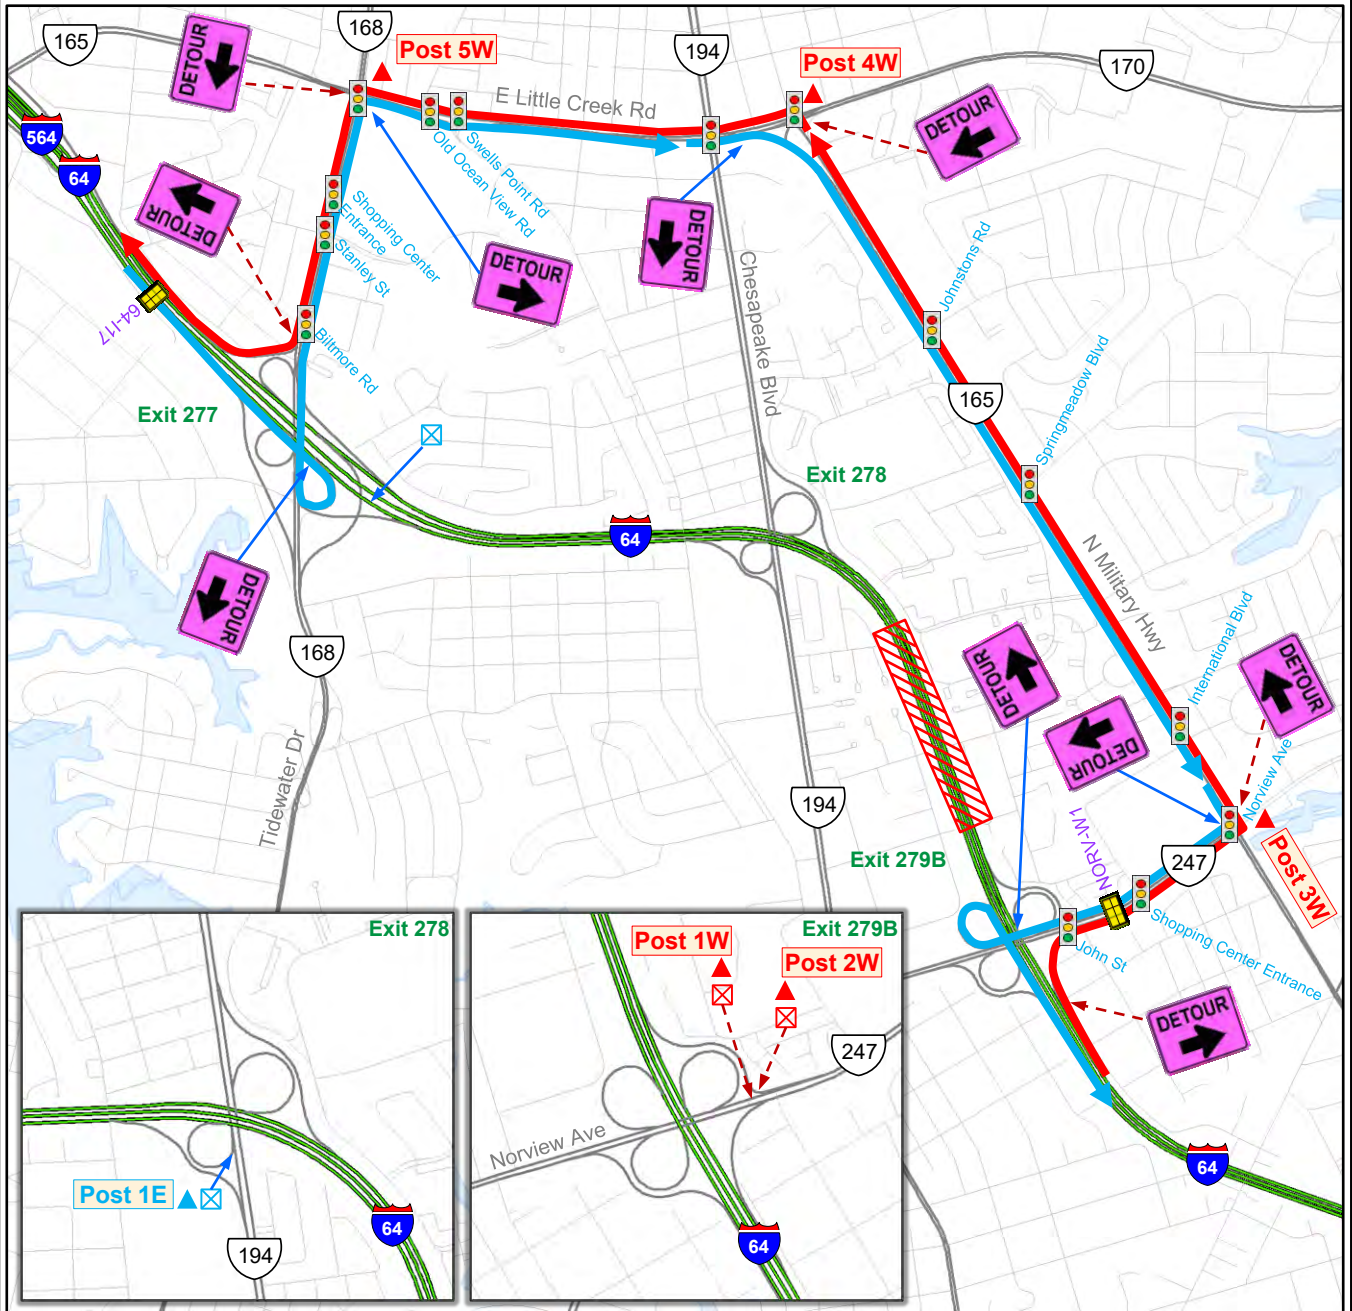 165
DETOUR
168
Post 5W
194
Post 4W
170
E Little Creek Rd
DETOUR
564
64
Old Ocean View Rd
Swells Point Rd
DETOUR
Shopping Center
Entrance
Stanley St
DETOUR
DETOUR
Chesapeake Blvd
Johnstons Rd
64-I17
Biltmore Rd
Exit 277
165
Springmeadow Blvd
Exit 278
64
N Military Hwy
DETOUR
168
International Blvd
DETOUR
DETOUR
DETOUR
Tidewater Dr
194
Norview Ave
NORV-W1
Exit 279B
247
Post 3W
Shopping Center Entrance
John St
DETOUR
64
Exit 278
Post 1E
194
64
Exit 279B
Post 1W
Post 2W
247
Norview Ave
64